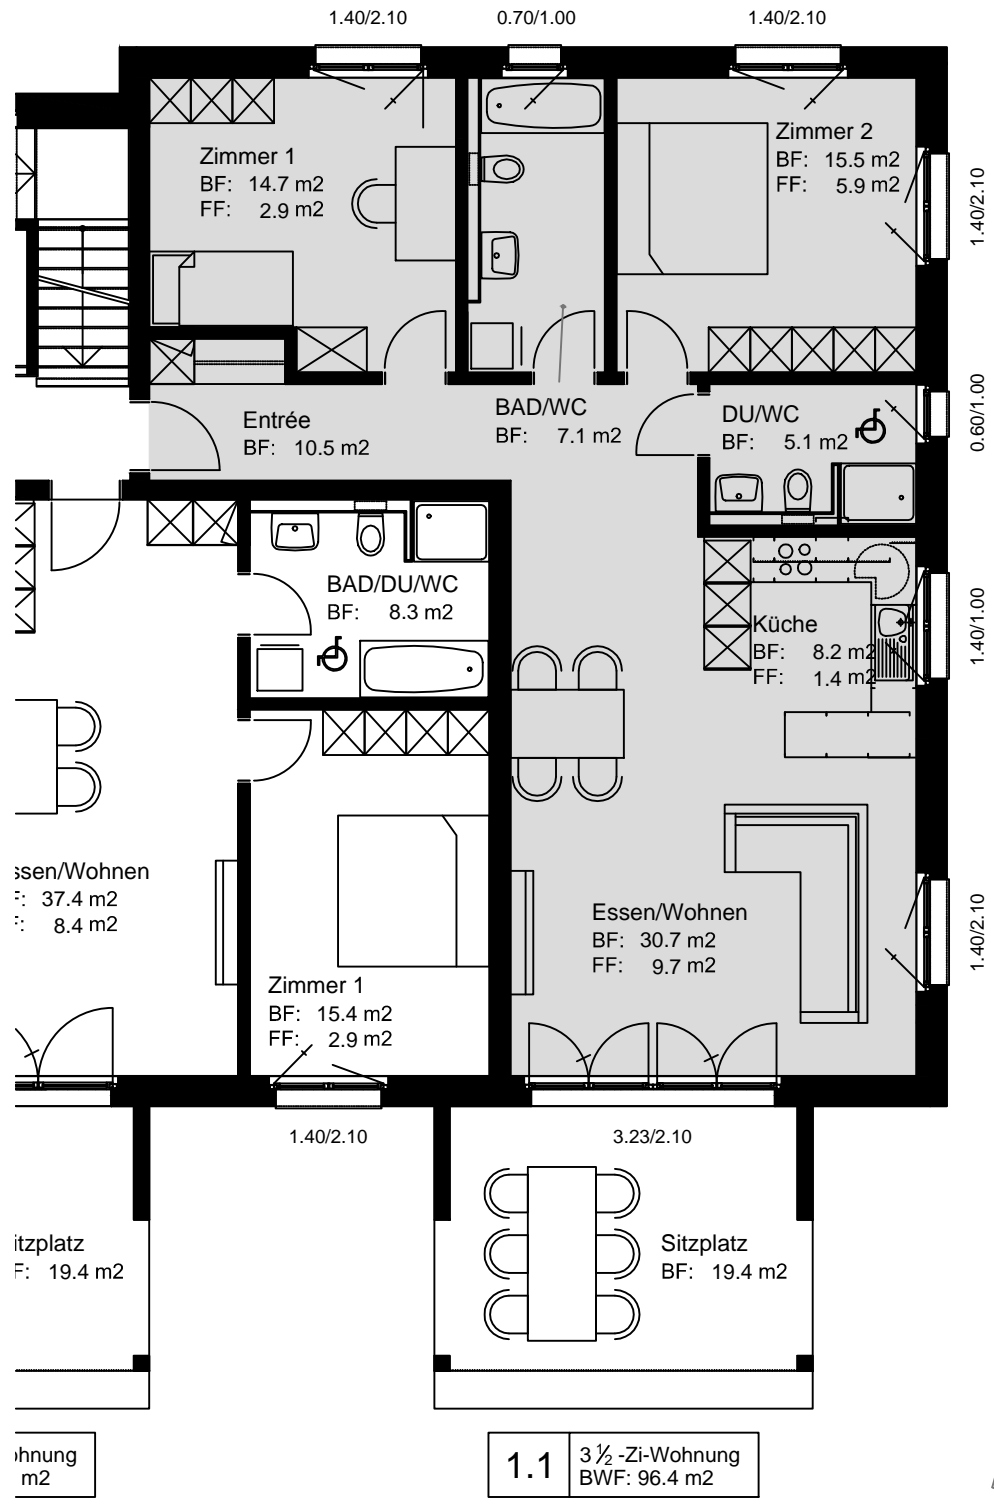 1.40/2.10
0.70/1.00
1.40/2.10
Zimmer 1
BF: 14.7 m2
FF: 2.9 m2
Zimmer 2
BF: 15.5 m2
FF: 5.9 m2
1.40/2.10
Entrée
BF: 10.5 m2
BAD/WC
BF: 7.1 m2
DU/WC
BF: 5.1 m2
0.60/1.00
BAD/DU/WC
BF: 8.3 m2
Küche
BF: 8.2 m2
FF: 1.4 m2
1.40/1.00
ssen/Wohnen
F: 37.4 m2
F: 8.4 m2
Essen/Wohnen
BF: 30.7 m2
FF: 9.7 m2
1.40/2.10
Zimmer 1
BF: 15.4 m2
FF: 2.9 m2
1.40/2.10
3.23/2.10
itzplatz
F: 19.4 m2
Sitzplatz
BF: 19.4 m2
ohnung
m2
1.1
3 ½ -Zi-Wohnung
BWF: 96.4 m2